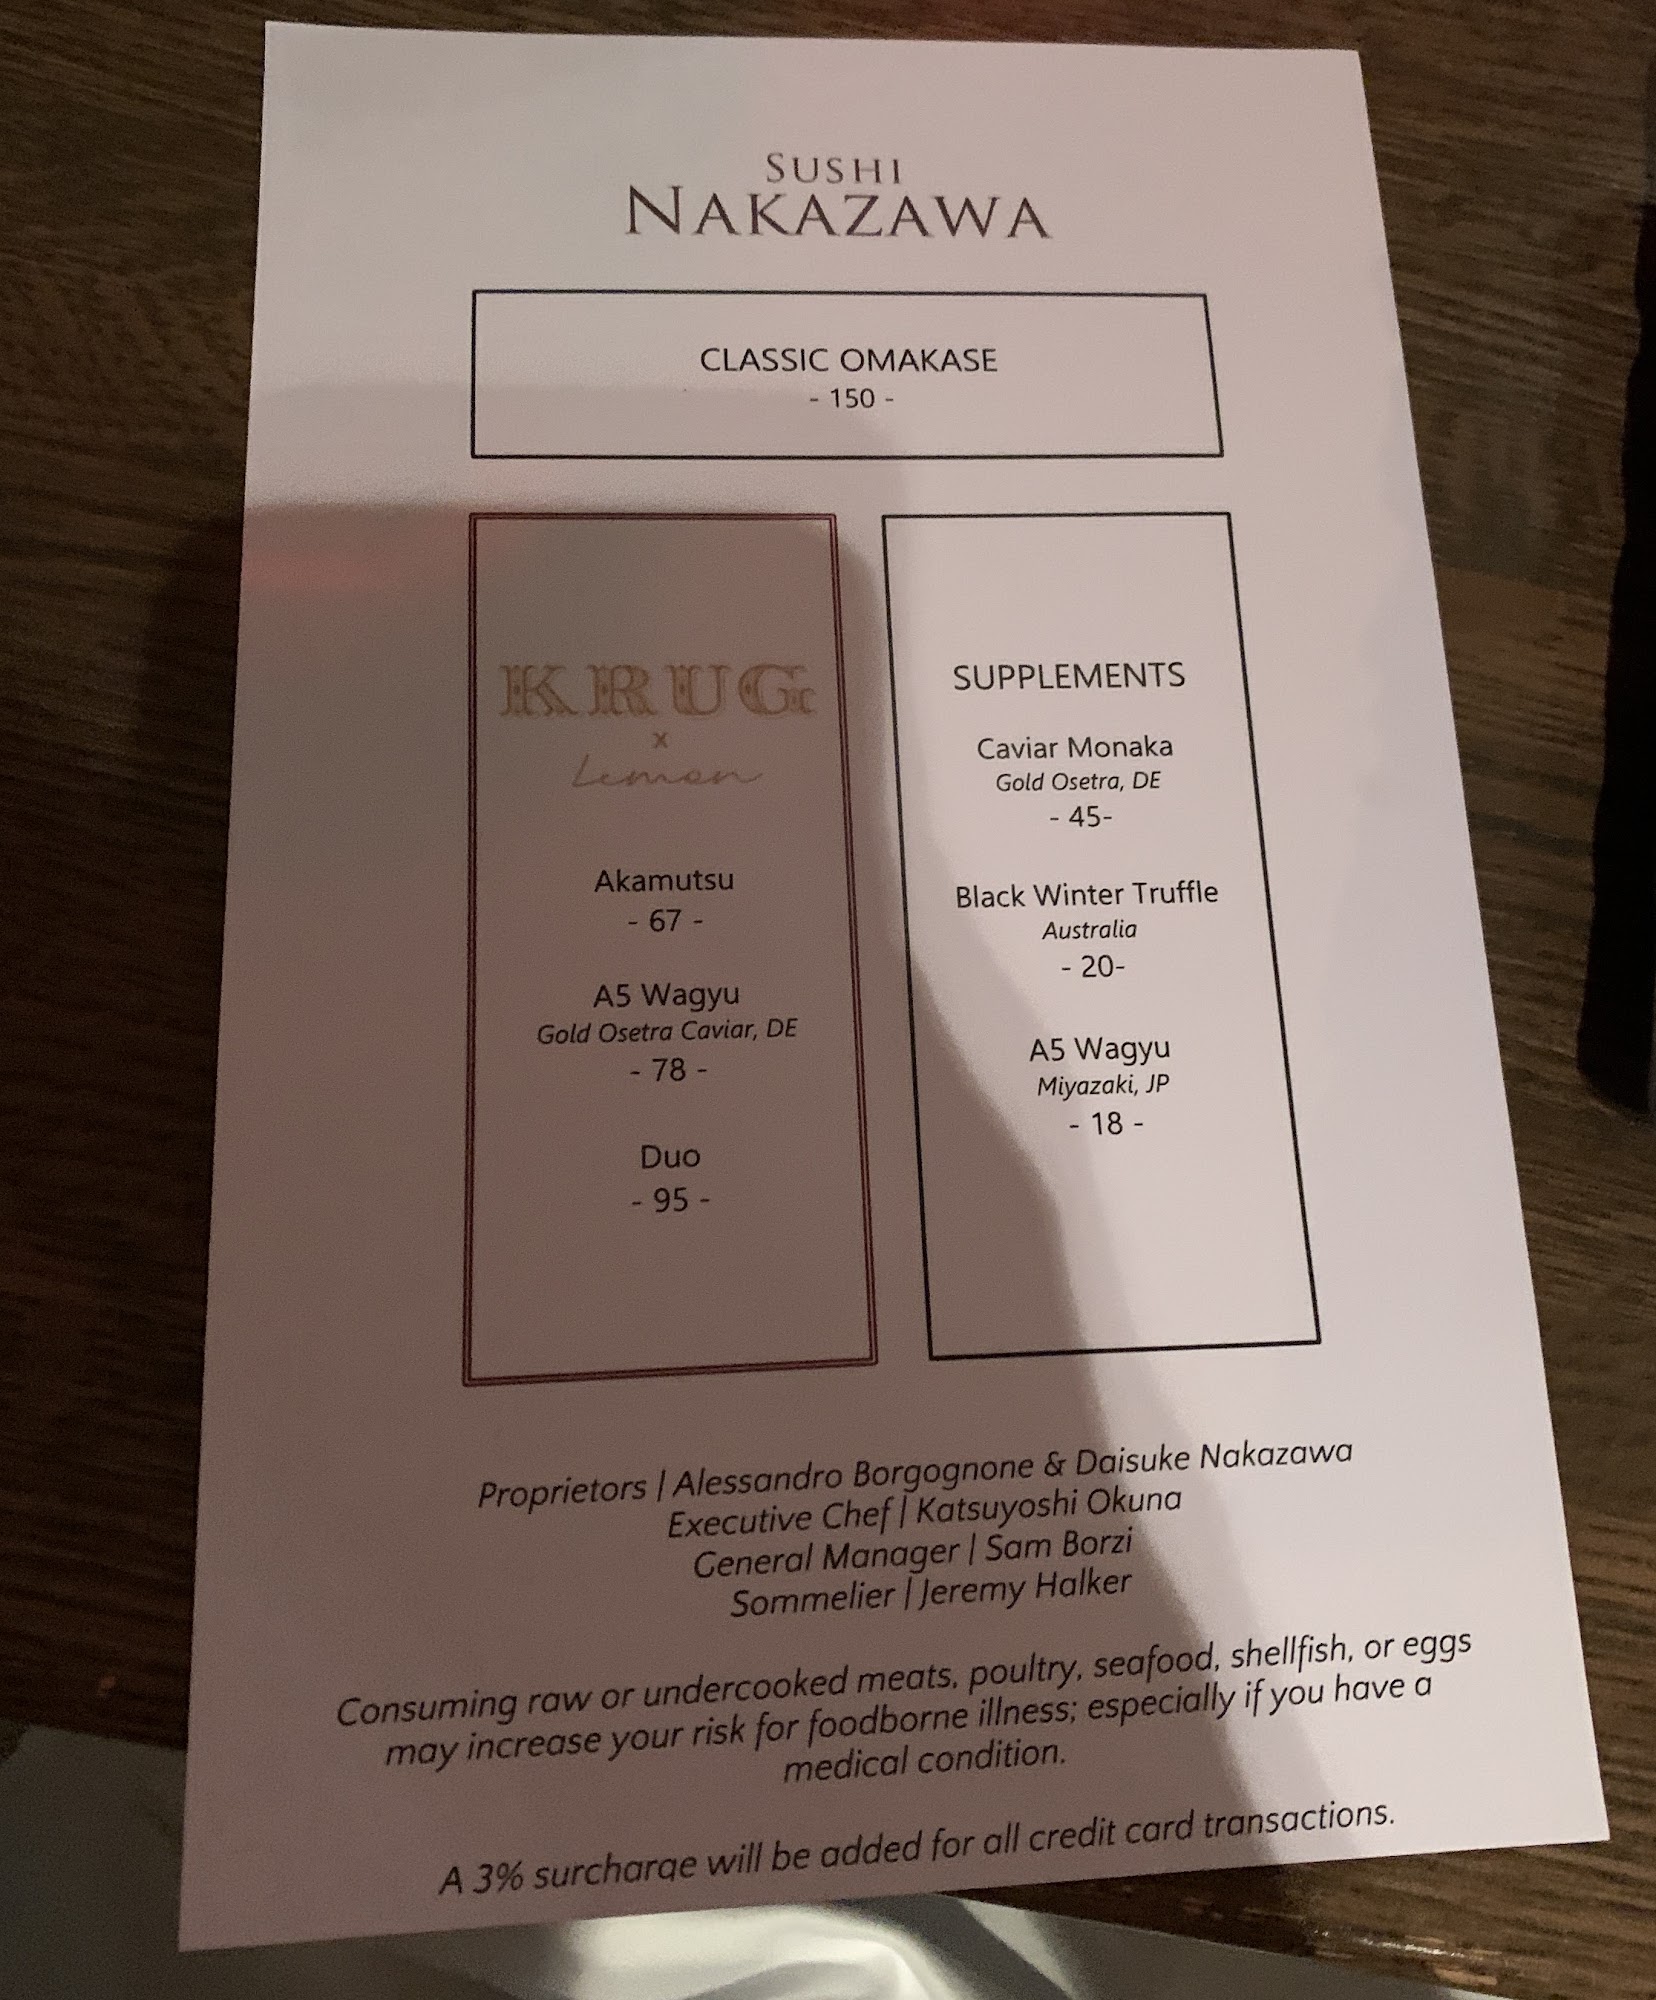 SUSHI
NAKAZAWA
CLASSIC OMAKASE
- 150 -
KRUG
x
Lemon
Akamutsu
- 67 -
A5 Wagyu
Gold Osetra Caviar, DE
- 78 -
Duo
- 95 -
SUPPLEMENTS
Caviar Monaka
Gold Osetra, DE
- 45-
Black Winter Truffle
Australia
- 20-
A5 Wagyu
Miyazaki, JP
- 18 -
Proprietors | Alessandro Borgognone & Daisuke Nakazawa
Executive Chef | Katsuyoshi Okuna
General Manager | Sam Borzi
Sommelier | Jeremy Halker
Consuming raw or undercooked meats, poultry, seafood, shellfish, or eggs
may increase your risk for foodborne illness; especially if you have a
medical condition.
A 3% surcharge will be added for all credit card transactions.